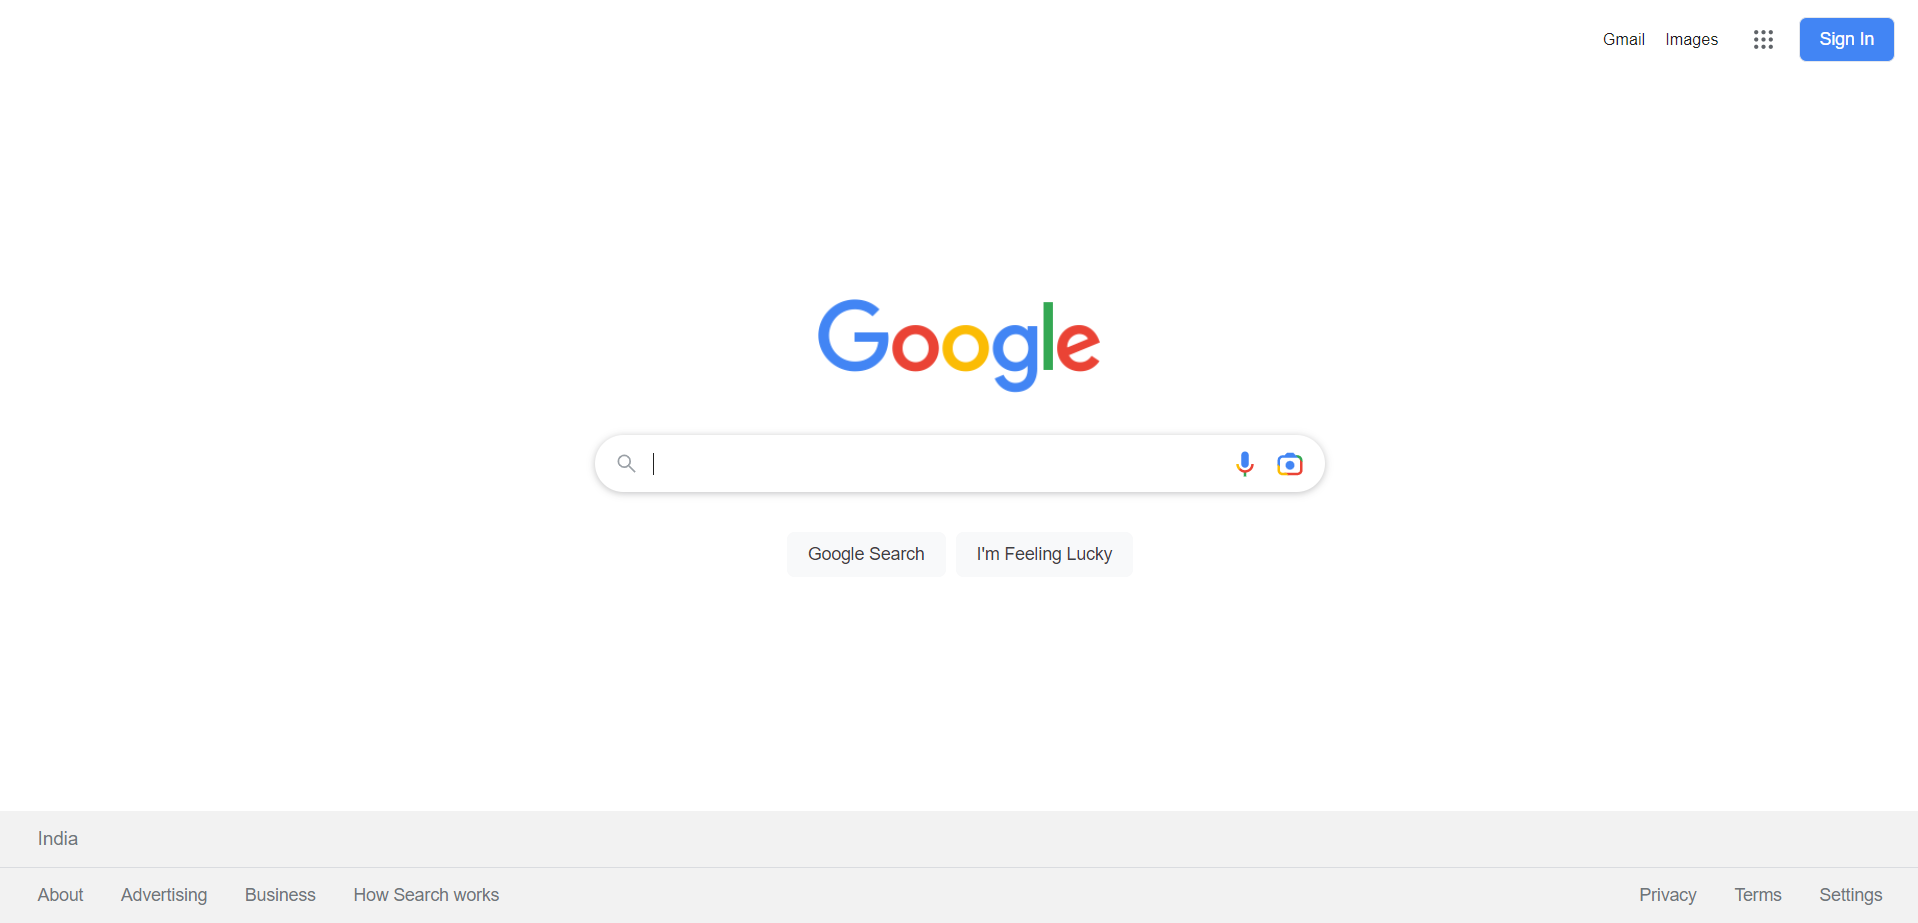 Gmail Images Sign In
Google
Google Search I'm Feeling Lucky
India
About Advertising Business How Search works Privacy Terms Settings